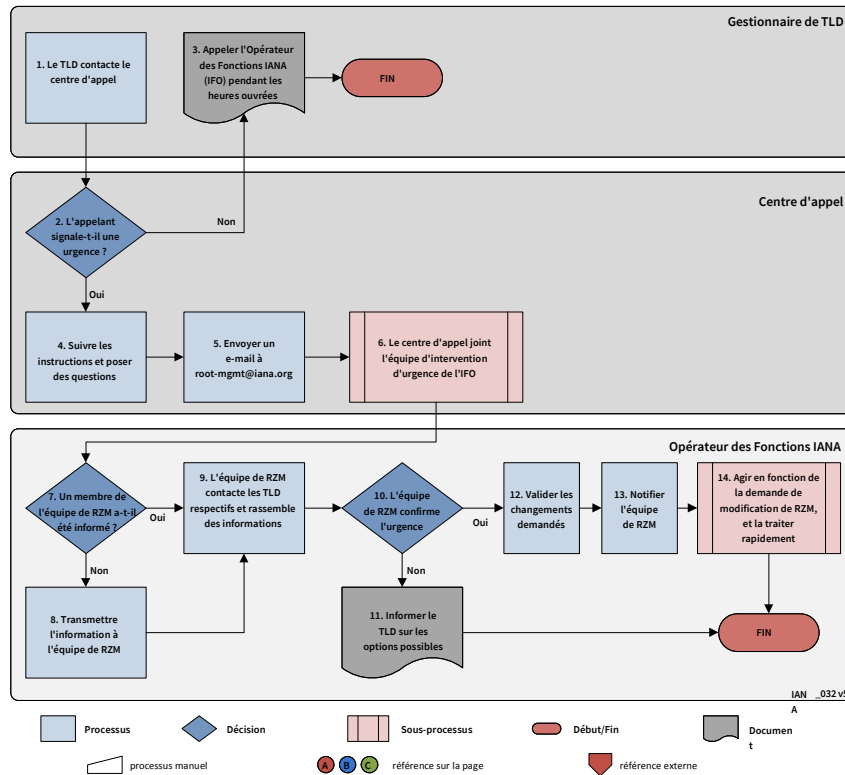 Gestionnaire de TLD
1. Le TLD contacte le
centre d'appel
3. Appeler l'Opérateur
des Fonctions IANA
(IFO) pendant les
heures ouvrées
FIN
Centre d'appel
2. L'appelant
signale-t-il une
urgence ?
Non
Oui
4. Suivre les
instructions et poser
des questions
5. Envoyer un
e-mail à
root-mgmt@iana.org
6. Le centre d'appel joint
l'équipe d'intervention
d'urgence de l'IFO
Opérateur des Fonctions IANA
7. Un membre de
l'équipe de RZM a-t-il
été informé ?
Oui
Non
9. L'équipe de RZM
contacte les TLD
respectifs et rassemble
des informations
10. L'équipe
de RZM confirme
l'urgence
Oui
Non
12. Valider les
changements
demandés
13. Notifier
l'équipe
de RZM
14. Agir en fonction de
la demande de
modification de RZM,
et la traiter
rapidement
8. Transmettre
l'information à
l'équipe de RZM
11. Informer le
TLD sur les
options possibles
FIN
IAN _032 v5
A
Processus
Décision
Sous-processus
Début/Fin
Documen
t
processus manuel
A B C référence sur la page
référence externe